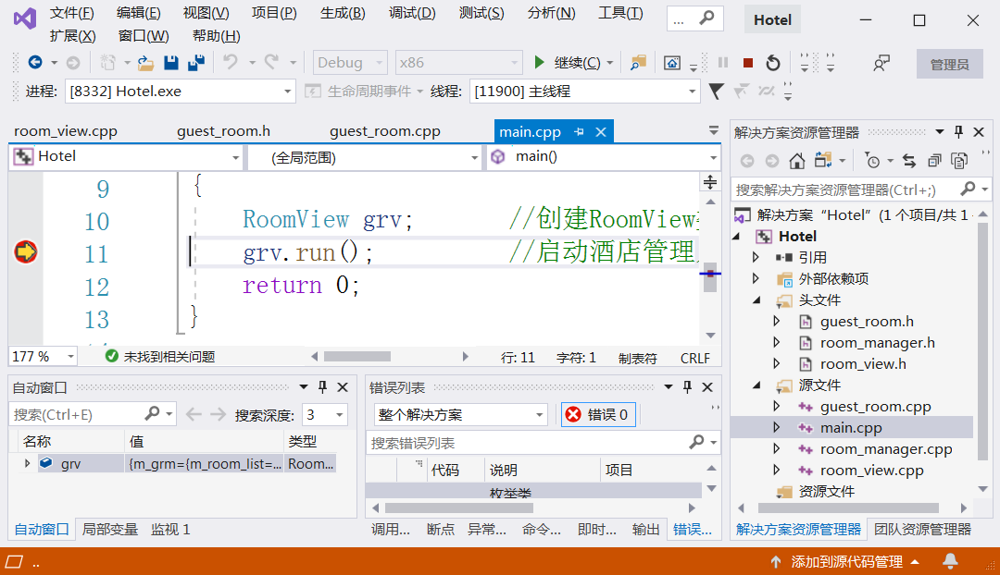 文件(F) 编辑(E) 视图(V) 项目(P) 生成(B) 调试(D) 测试(S) 分析(N) 工具(T) ... Hotel
扩展(X) 窗口(W) 帮助(H)
Debug x86 继续(C) 管理员
进程: [8332] Hotel.exe 生命周期事件 线程: [11900] 主线程
room_view.cpp guest_room.h guest_room.cpp main.cpp
Hotel (全局范围) main()
9 {
10 RoomView grv; //创建RoomView
11 grv.run(); //启动酒店管理
12 return 0;
13 }
177 % 未找到相关问题 行: 11 字符: 1 制表符 CRLF
自动窗口
搜索(Ctrl+E) 搜索深度: 3
名称 值 类型
grv {m_grm={m_room_list=... Room...
自动窗口 局部变量 监视 1
错误列表
整个解决方案 错误 0
搜索错误列表
代码 说明 项目
枚举类
调用... 断点 异常... 命令... 即时... 输出 错误...
解决方案资源管理器
搜索解决方案资源管理器(Ctrl+;)
解决方案 “Hotel” (1 个项目/共 1
Hotel
引用
外部依赖项
头文件
guest_room.h
room_manager.h
room_view.h
源文件
guest_room.cpp
main.cpp
room_manager.cpp
room_view.cpp
资源文件
解决方案资源管理器 团队资源管理器
.. 添加到源代码管理